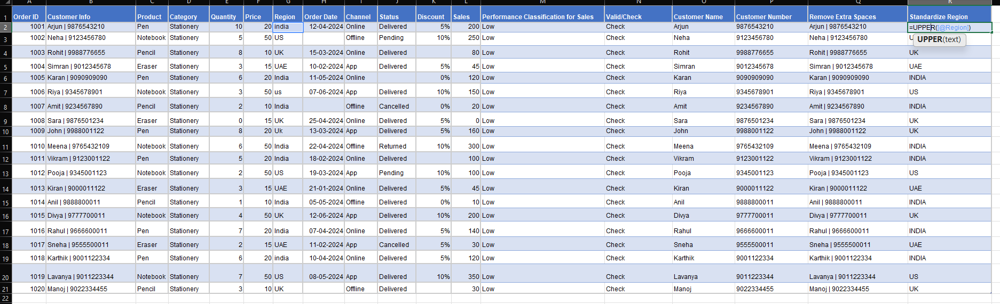 A B C D E F G H I J K L M N O P Q R
1 Order ID Customer Info Product Category Quantity Price Region Order Date Channel Status Discount Sales Performance Classification for Sales Valid/Check Customer Name Customer Number Remove Extra Spaces Standardize Region
2 1001 Arjun | 9876543210 Pen Stationery 10 20 india 12-04-2024 Online Delivered 5% 200 Low Check Arjun 9876543210 Arjun | 9876543210 =UPPER([@Region])
3 1002 Neha | 9123456780 Notebook Stationery 5 50 US Offline Pending 10% 250 Low Check Neha 9123456780 Neha | 9123456780
UPPER(text)
4 1003 Rohit | 9988776655 Pencil Stationery 8 10 UK 15-03-2024 Online Delivered 80 Low Check Rohit 9988776655 Rohit | 9988776655 UK
5 1004 Simran | 9012345678 Eraser Stationery 3 15 UAE 10-02-2024 App Delivered 5% 45 Low Check Simran 9012345678 Simran | 9012345678 UAE
6 1005 Karan | 9090909090 Pen Stationery 6 20 India 11-05-2024 Online 0% 120 Low Check Karan 9090909090 Karan | 9090909090 INDIA
7 1006 Riya | 9345678901 Notebook Stationery 3 50 us 07-06-2024 App Delivered 10% 150 Low Check Riya 9345678901 Riya | 9345678901 US
8 1007 Amit | 9234567890 Pencil Stationery 2 10 India Offline Cancelled 0% 20 Low Check Amit 9234567890 Amit | 9234567890 INDIA
9 1008 Sara | 9876501234 Eraser Stationery 0 15 UK 25-04-2024 Online Delivered 5% 0 Low Check Sara 9876501234 Sara | 9876501234 UK
10 1009 John | 9988001122 Pen Stationery 8 20 Uk 13-03-2024 App Delivered 5% 160 Low Check John 9988001122 John | 9988001122 UK
11 1010 Meena | 9765432109 Notebook Stationery 6 50 India 22-04-2024 Offline Returned 10% 300 Low Check Meena 9765432109 Meena | 9765432109 INDIA
12 1011 Vikram | 9123001122 Pen Stationery 5 20 India 18-02-2024 Online Delivered 100 Low Check Vikram 9123001122 Vikram | 9123001122 INDIA
13 1012 Pooja | 9345001123 Notebook Stationery 2 50 US 19-03-2024 App Pending 10% 100 Low Check Pooja 9345001123 Pooja | 9345001123 US
14 1013 Kiran | 9000011122 Eraser Stationery 3 15 UAE 21-01-2024 Online Delivered 5% 45 Low Check Kiran 9000011122 Kiran | 9000011122 UAE
15 1014 Anil | 9888800011 Pencil Stationery 1 10 India 05-05-2024 Offline Delivered 0% 10 Low Check Anil 9888800011 Anil | 9888800011 INDIA
16 1015 Divya | 9777700011 Notebook Stationery 4 50 UK 12-06-2024 App Delivered 10% 200 Low Check Divya 9777700011 Divya | 9777700011 UK
17 1016 Rahul | 9666600011 Pen Stationery 7 20 India 07-04-2024 Online Delivered 5% 140 Low Check Rahul 9666600011 Rahul | 9666600011 INDIA
18 1017 Sneha | 9555500011 Eraser Stationery 2 15 UAE 11-02-2024 App Cancelled 5% 30 Low Check Sneha 9555500011 Sneha | 9555500011 UAE
19 1018 Karthik | 9001122334 Pen Stationery 6 20 india 10-04-2024 Online Delivered 5% 120 Low Check Karthik 9001122334 Karthik | 9001122334 INDIA
20 1019 Lavanya | 9011223344 Notebook Stationery 7 50 US 08-05-2024 App Delivered 10% 350 Low Check Lavanya 9011223344 Lavanya | 9011223344 US
21 1020 Manoj | 9022334455 Pencil Stationery 3 10 UK Offline Delivered 30 Low Check Manoj 9022334455 Manoj | 9022334455 UK
22